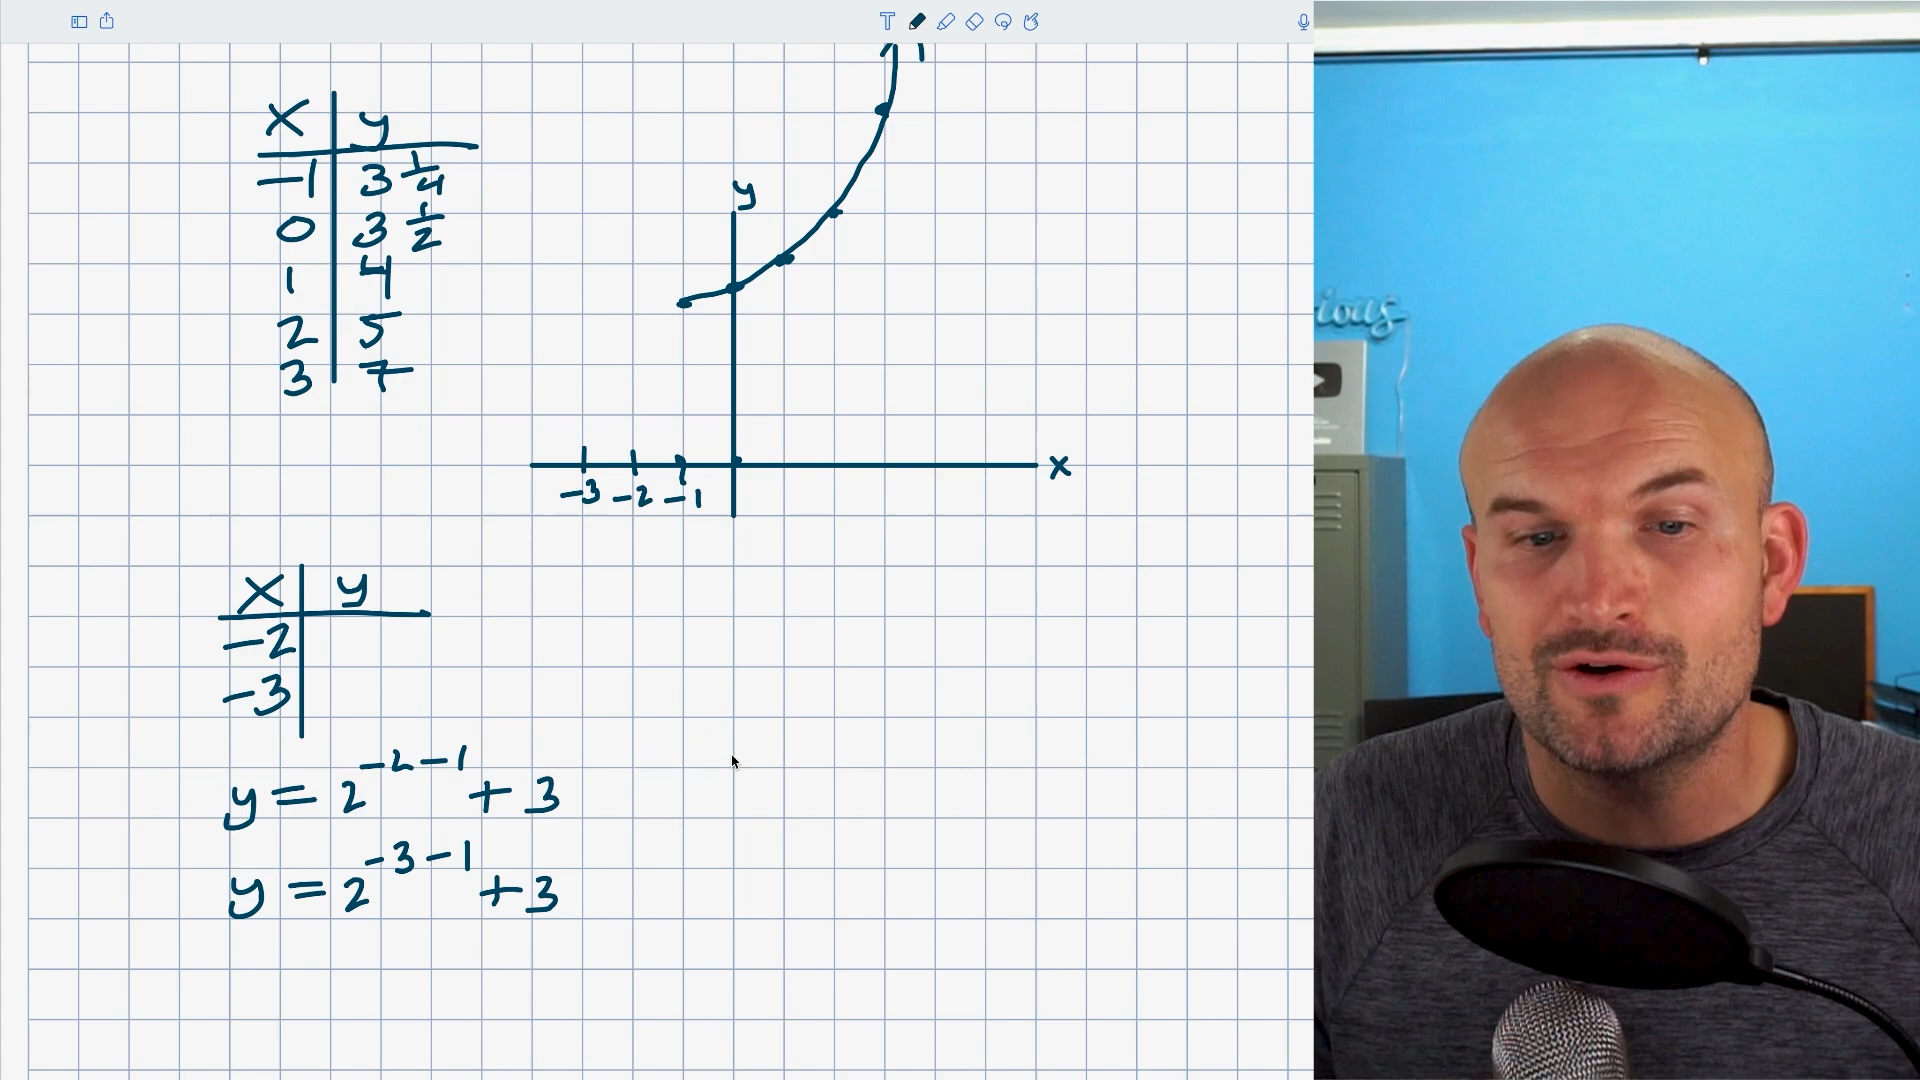 x y
-1 3 1/4
0 3 1/2
1 4
2 5
3 7
y
x
-3 -2 -1
x y
-2
-3
y = 2^{-2-1} + 3
y = 2^{-3-1} + 3
ious